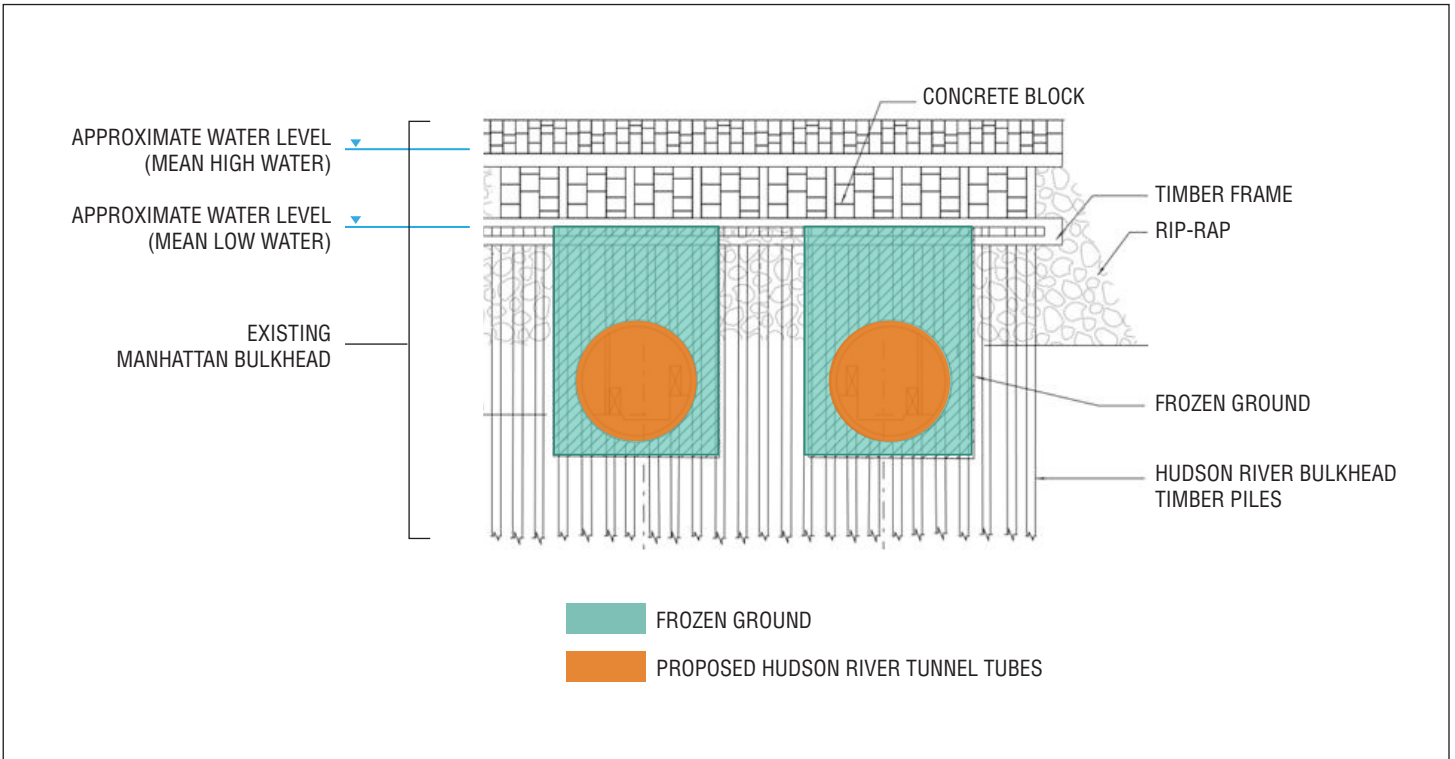 CONCRETE BLOCK
APPROXIMATE WATER LEVEL
(MEAN HIGH WATER)
APPROXIMATE WATER LEVEL
(MEAN LOW WATER)
TIMBER FRAME
RIP-RAP
EXISTING
MANHATTAN BULKHEAD
FROZEN GROUND
HUDSON RIVER BULKHEAD
TIMBER PILES
FROZEN GROUND
PROPOSED HUDSON RIVER TUNNEL TUBES